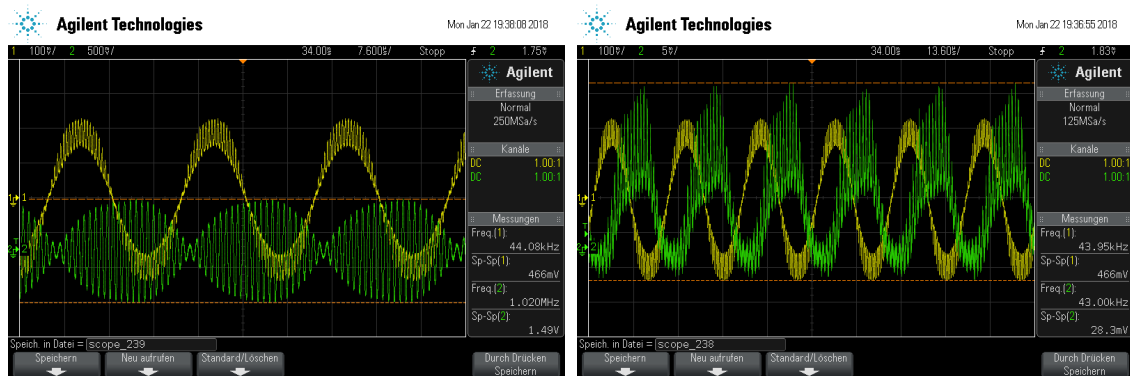 Agilent Technologies
Mon Jan 22 19:38:08 2018
1 100▽/ 2 500▽/ 34.00▽ 7.600▽/ Stopp 2 1.75▽
Agilent
Erfassung
Normal
250MSa/s
Kanäle
DC 1.00:1
DC 1.00:1
Messungen
Freq.(1):
44.08kHz
Sp-Sp(1):
466mV
Freq.(2):
1.020MHz
Sp-Sp(2):
1.49V
Speich. in Datei = scope_239
Speichern
Neu aufrufen
Standard/Löschen
Durch Drücken
Speichern
Agilent Technologies
Mon Jan 22 19:36:55 2018
1 100▽/ 2 5▽/ 34.00▽ 13.60▽/ Stopp 2 1.83▽
Agilent
Erfassung
Normal
125MSa/s
Kanäle
DC 1.00:1
DC 1.00:1
Messungen
Freq.(1):
43.95kHz
Sp-Sp(1):
466mV
Freq.(2):
43.00kHz
Sp-Sp(2):
28.3mV
Speich. in Datei = scope_238
Speichern
Neu aufrufen
Standard/Löschen
Durch Drücken
Speichern